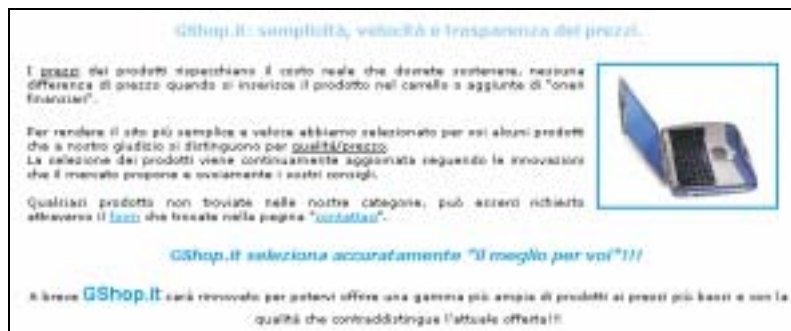 GShop.it: semplicità, velocità e trasparenza dei prezzi.
I prezzi dei prodotti rispecchiano il costo reale che dovrete sostenere, nessuna
differenza di prezzo quando si inserisce il prodotto nel carrello o aggiunte di "oneri
finanziari".
Per rendere il sito più semplice e veloce abbiamo selezionato per voi alcuni prodotti
che a nostro giudizio si distinguono per qualità/prezzo.
La selezione dei prodotti viene continuamente aggiornata seguendo le innovazioni
che il mercato propone e ovviamente i vostri consigli.
Qualsiasi prodotto non troviate nelle nostre categorie, può esserci richiesto
attraverso il form che trovate nella pagina "contattaci".
GShop.it seleziona accuratamente "il meglio per voi"!!!
A breve GShop.it sarà rinnovato per potervi offrire una gamma più ampia di prodotti ai prezzi più bassi e con la
qualità che contraddistingue l'attuale offerta!!!